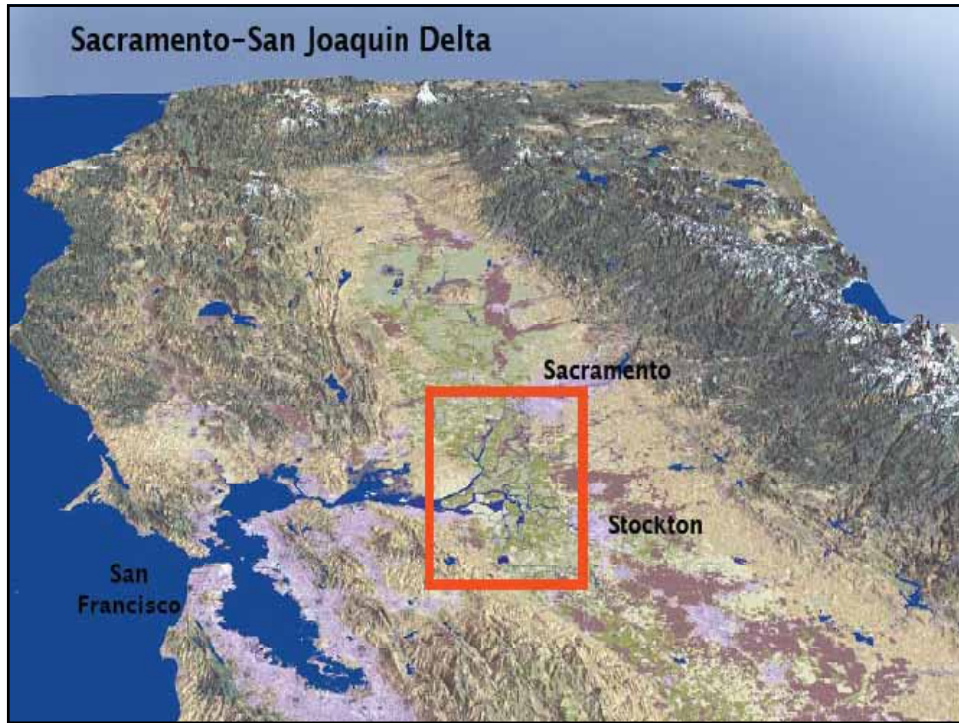 Sacramento-San Joaquin Delta
Sacramento
Stockton
San
Francisco